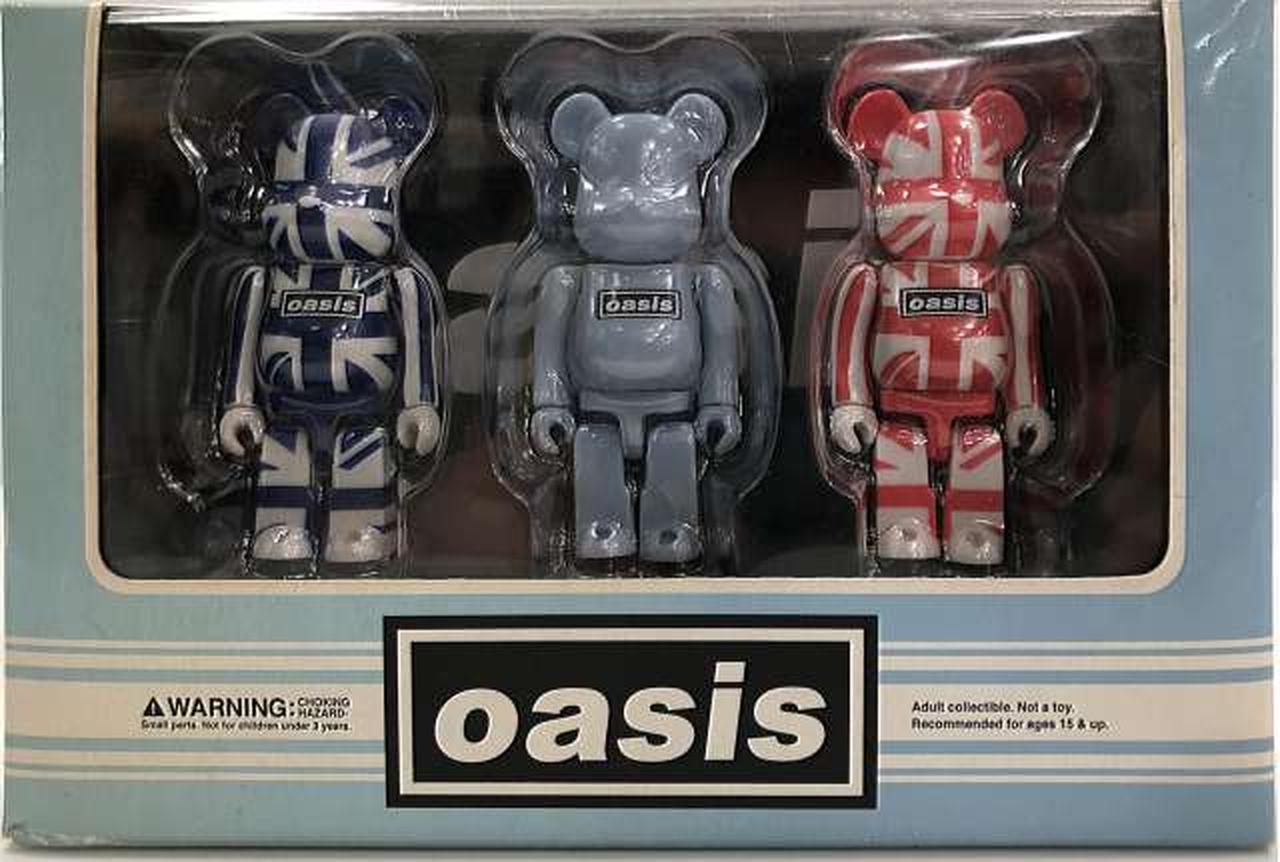 oasis
oasis
oasis
oasis
WARNING: CHOKING HAZARD-
Small parts. Not for children under 3 years.
Adult collectible. Not a toy.
Recommended for ages 15 & up.